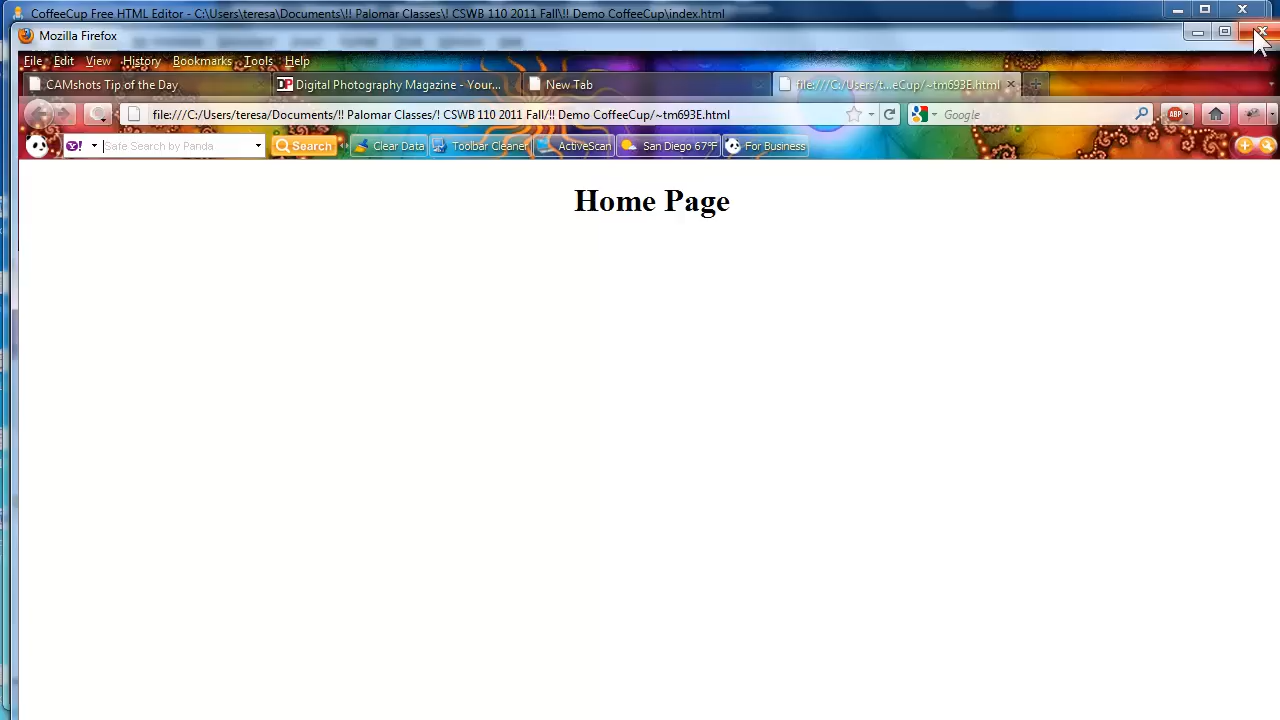 CoffeeCup Free HTML Editor - C:\Users\teresa\Documents\!! Palomar Classes\! CSWB 110 2011 Fall\!! Demo CoffeeCup\index.html
Mozilla Firefox
File Edit View History Bookmarks Tools Help
CAMshots Tip of the Day DP Digital Photography Magazine - Your... New Tab file:///C:/Users/t...eCup/~tm693E.html
file:///C:/Users/teresa/Documents/!! Palomar Classes/! CSWB 110 2011 Fall/!! Demo CoffeeCup/~tm693E.html Google ABP
Y! Safe Search by Panda Search Clear Data Toolbar Cleaner ActiveScan San Diego 67°F For Business
Home Page